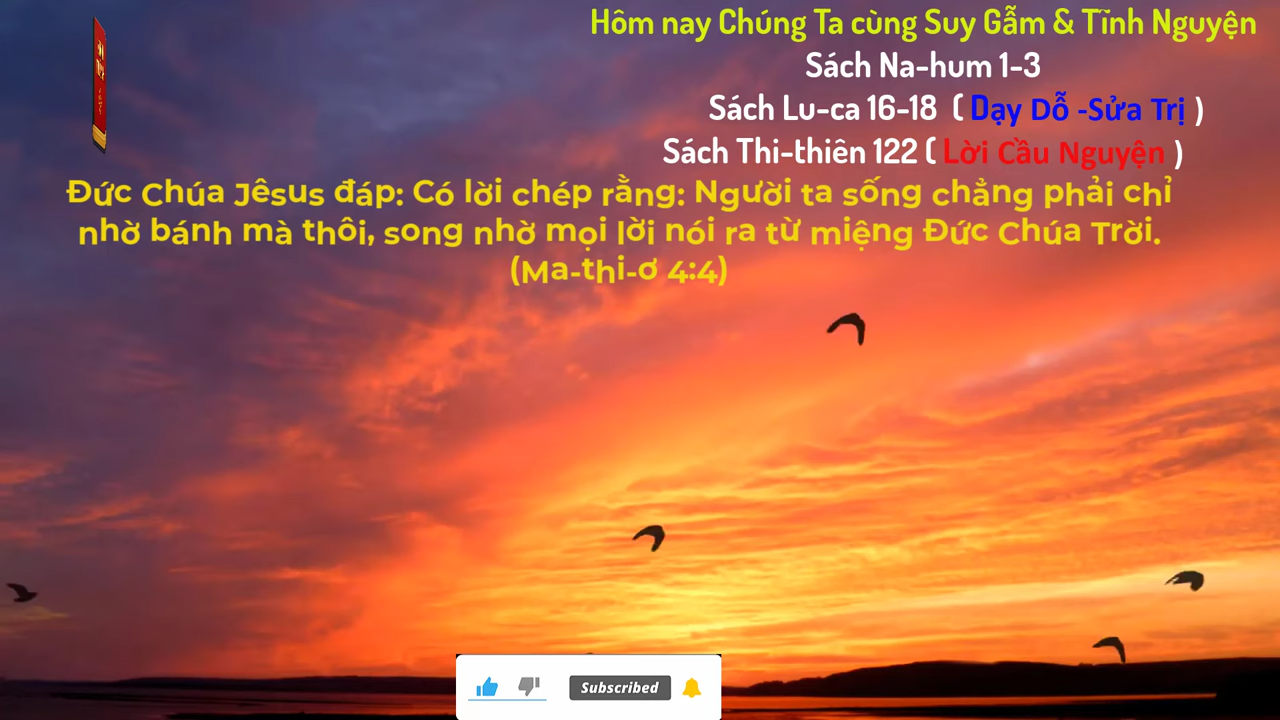 Hôm nay Chúng Ta cùng Suy Gẫm & Tĩnh Nguyện
Sách Na-hum 1-3
Sách Lu-ca 16-18 ( Dạy Dỗ -Sửa Trị )
Sách Thi-thiên 122 ( Lời Cầu Nguyện )
Đức Chúa Jêsus đáp: Có lời chép rằng: Người ta sống chẳng phải chỉ
nhờ bánh mà thôi, song nhờ mọi lời nói ra từ miệng Đức Chúa Trời.
(Ma-thi-ơ 4:4)
Subscribed